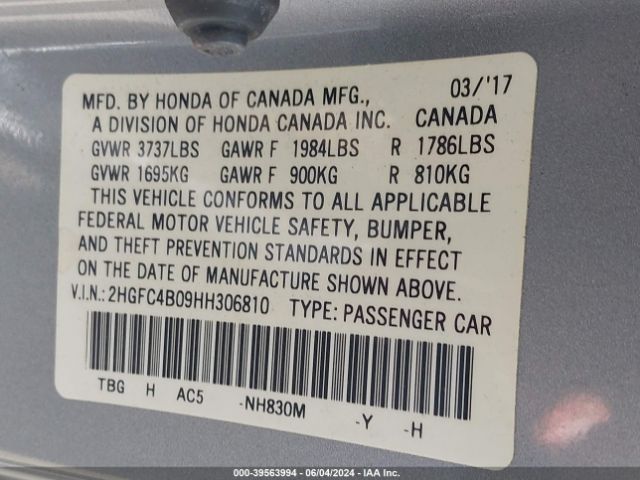 03/'17
MFD. BY HONDA OF CANADA MFG., CANADA
A DIVISION OF HONDA CANADA INC.
GVWR 3737LBS GAWR F 1984LBS R 1786LBS
GVWR 1695KG GAWR F 900KG R 810KG
THIS VEHICLE CONFORMS TO ALL APPLICABLE
FEDERAL MOTOR VEHICLE SAFETY, BUMPER,
AND THEFT PREVENTION STANDARDS IN EFFECT
ON THE DATE OF MANUFACTURE SHOWN ABOVE.
V.I.N.: 2HGFC4B09HH306810 TYPE: PASSENGER CAR
TBG H AC5 -NH830M -Y -H
000-39563994 | 06/04/2024 | IAA Inc.